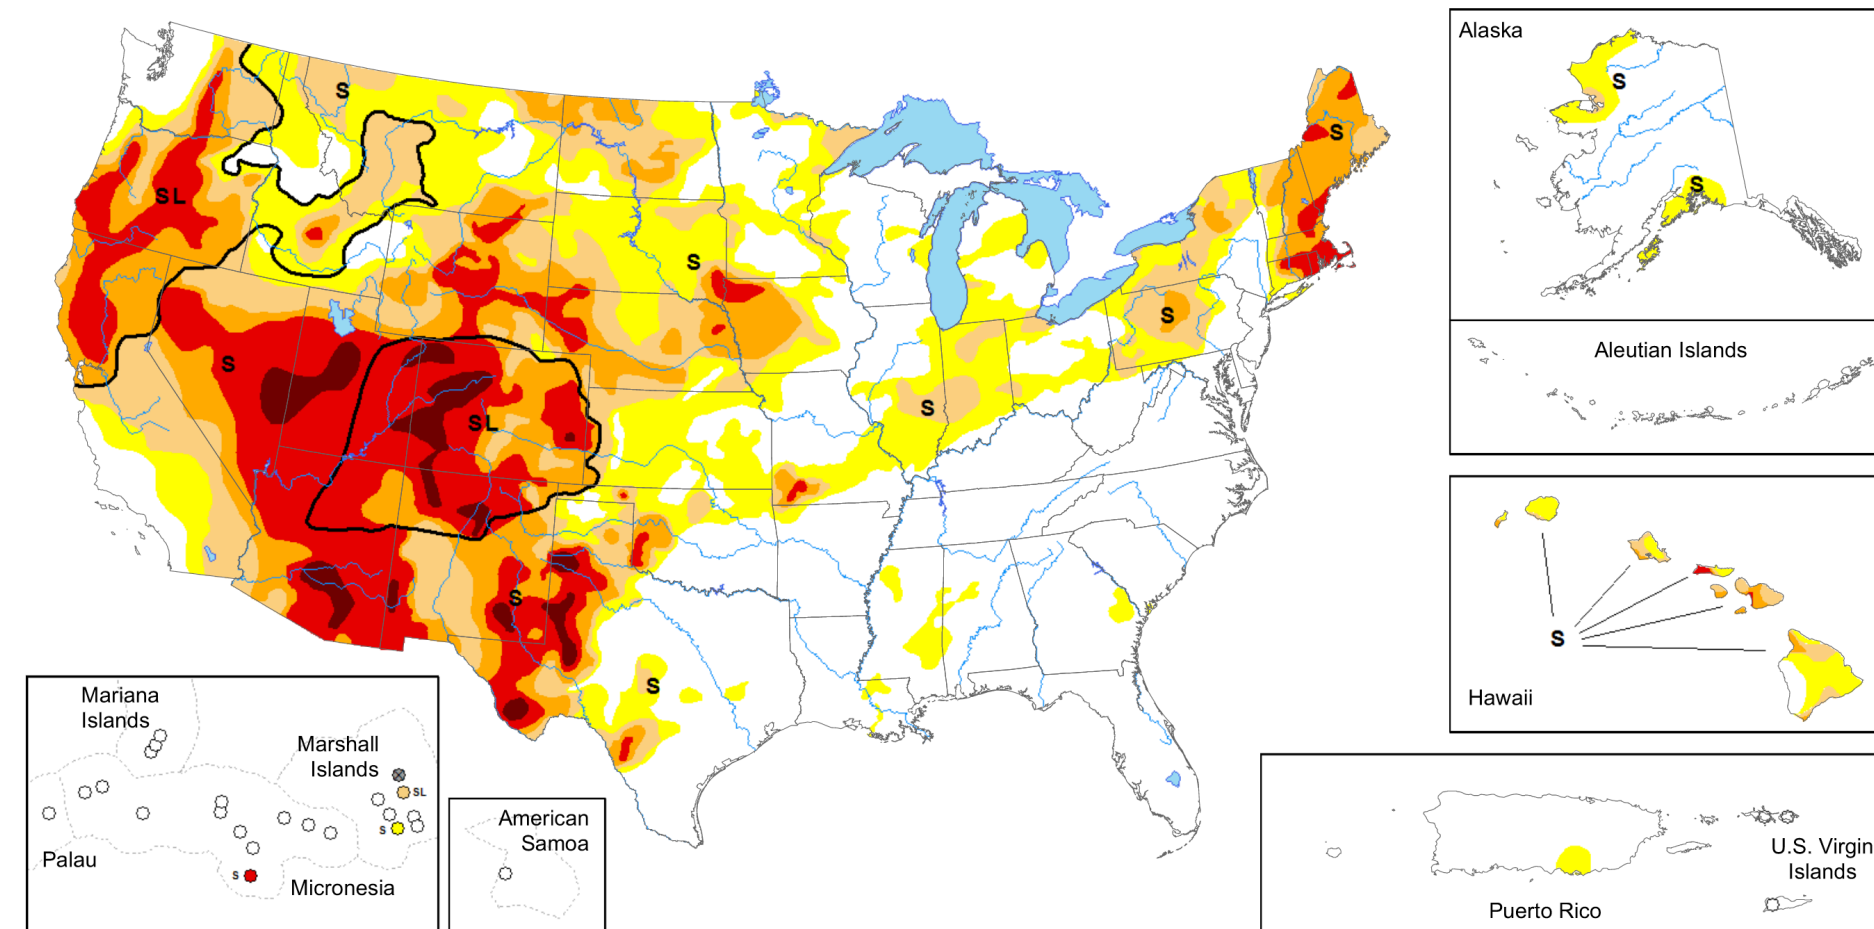 S
SL
S
S
SL
S
S
S
S
S
S
Alaska
S
S
Aleutian Islands
S
Hawaii
Mariana
Islands
Marshall
Islands
SL
S
S
Palau
Micronesia
American
Samoa
U.S. Virgin
Islands
Puerto Rico